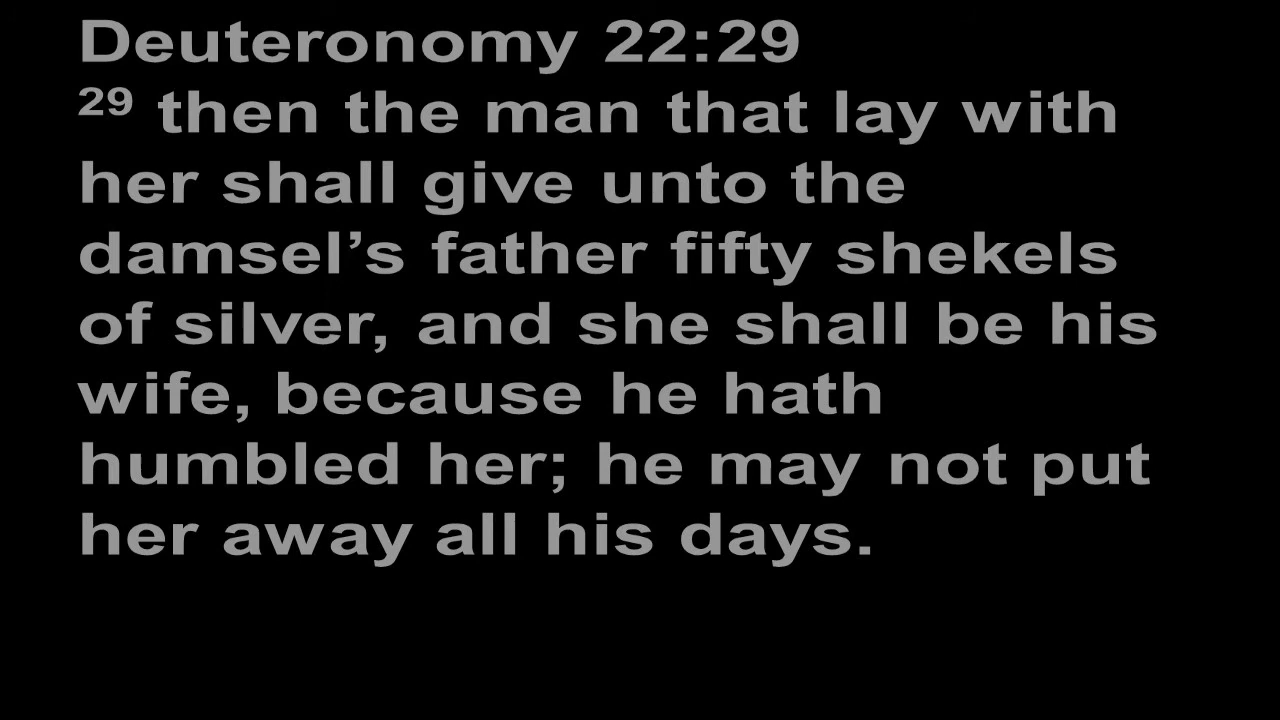 Deuteronomy 22:29
29 then the man that lay with
her shall give unto the
damsel’s father fifty shekels
of silver, and she shall be his
wife, because he hath
humbled her; he may not put
her away all his days.